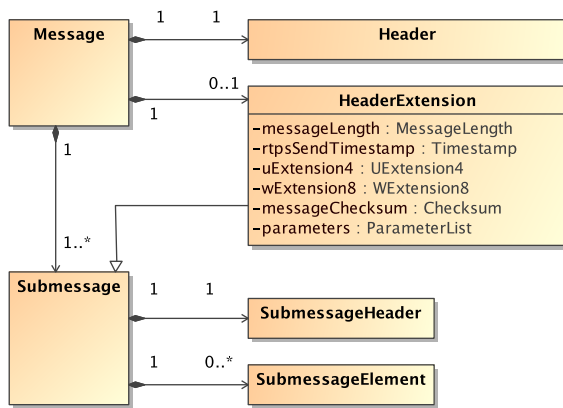 Message
1
1
Header
0..1
1
HeaderExtension
-messageLength : MessageLength
-rtpsSendTimestamp : Timestamp
-uExtension4 : UExtension4
-wExtension8 : WExtension8
-messageChecksum : Checksum
-parameters : ParameterList
1
1..*
Submessage
1
1
SubmessageHeader
1
0..*
SubmessageElement